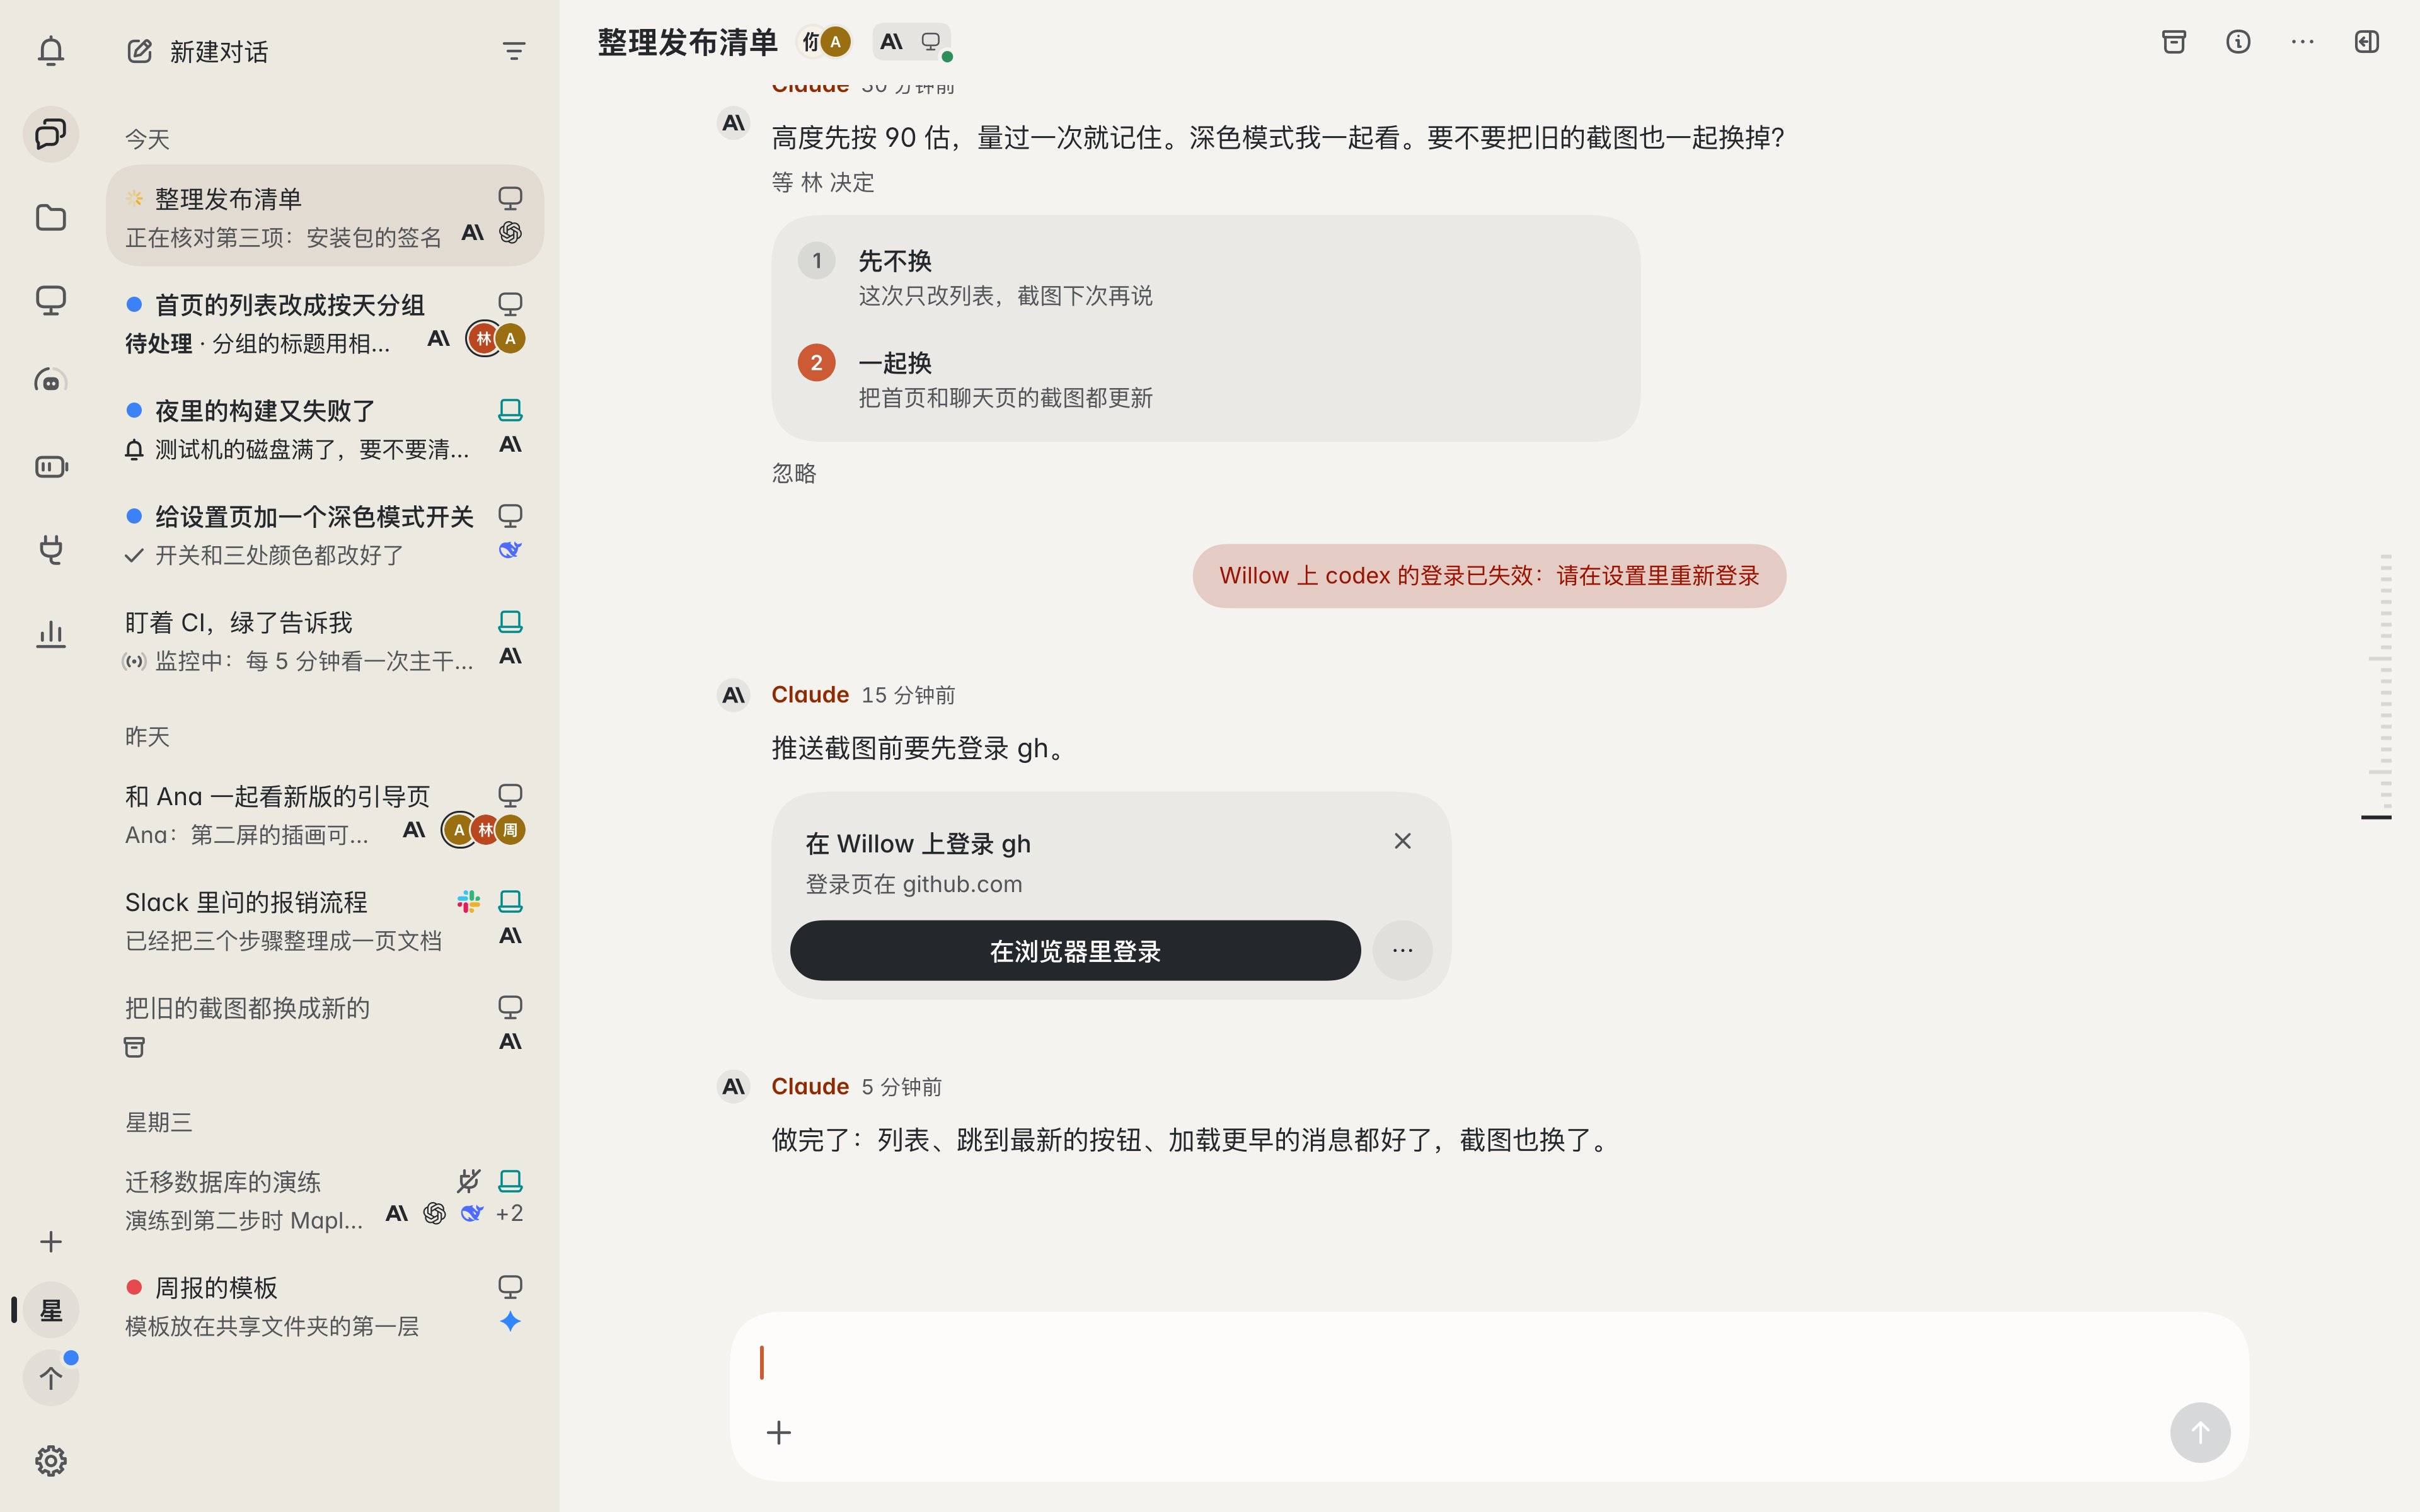 新建对话
今天
整理发布清单
正在核对第三项：安装包的签名
首页的列表改成按天分组
待处理 · 分组的标题用相...
林 A
夜里的构建又失败了
测试机的磁盘满了，要不要清...
给设置页加一个深色模式开关
开关和三处颜色都改好了
盯着 CI，绿了告诉我
监控中：每 5 分钟看一次主干...
昨天
和 Ana 一起看新版的引导页
Ana：第二屏的插画可...
A 林 周
Slack 里问的报销流程
已经把三个步骤整理成一页文档
把旧的截图都换成新的
星期三
迁移数据库的演练
演练到第二步时 Mapl...
+2
周报的模板
模板放在共享文件夹的第一层
星
个
整理发布清单
你 A
Claude 30 分钟前
高度先按 90 估，量过一次就记住。深色模式我一起看。要不要把旧的截图也一起换掉？
等 林 决定
1 先不换
这次只改列表，截图下次再说
2 一起换
把首页和聊天页的截图都更新
忽略
Willow 上 codex 的登录已失效：请在设置里重新登录
Claude 15 分钟前
推送截图前要先登录 gh。
在 Willow 上登录 gh
登录页在 github.com
在浏览器里登录
Claude 5 分钟前
做完了：列表、跳到最新的按钮、加载更早的消息都好了，截图也换了。